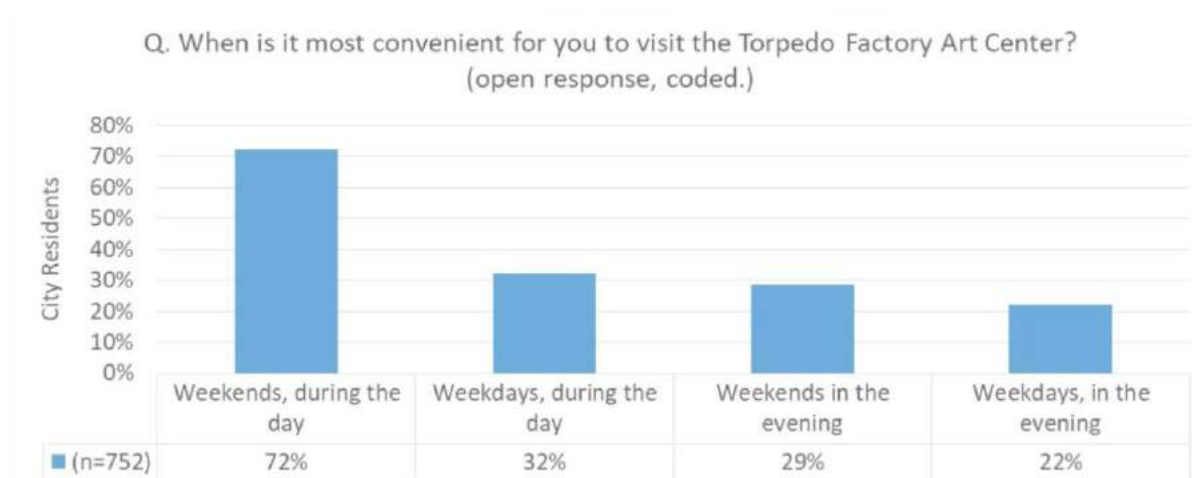 Q. When is it most convenient for you to visit the Torpedo Factory Art Center?
(open response, coded.)
City Residents
80%
70%
60%
50%
40%
30%
20%
10%
0%
Weekends, during the
day
Weekdays, during the
day
Weekends in the
evening
Weekdays, in the
evening
(n=752) 72% 32% 29% 22%